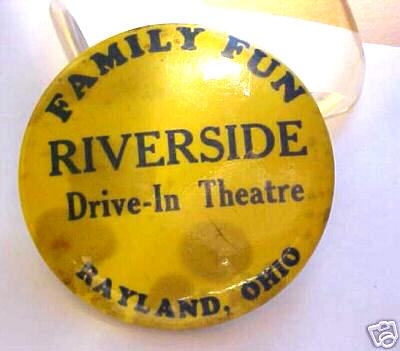 FAMILY FUN
RIVERSIDE
Drive-In Theatre
RAYLAND, OHIO